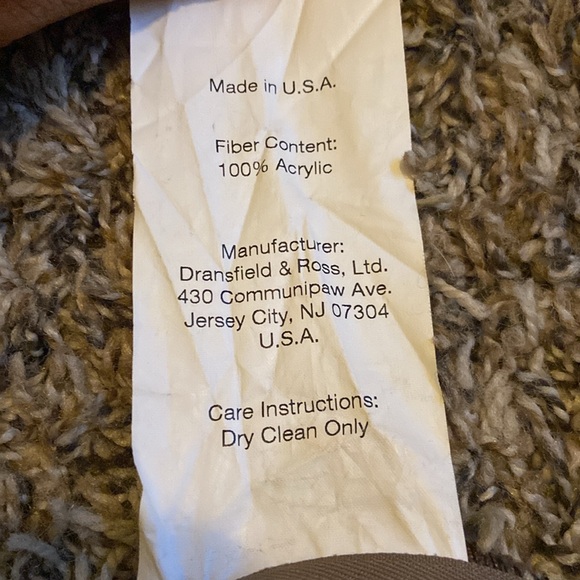 Made in U.S.A.
Fiber Content:
100% Acrylic
Manufacturer:
Dransfield & Ross, Ltd.
430 Communipaw Ave.
Jersey City, NJ 07304
U.S.A.
Care Instructions:
Dry Clean Only